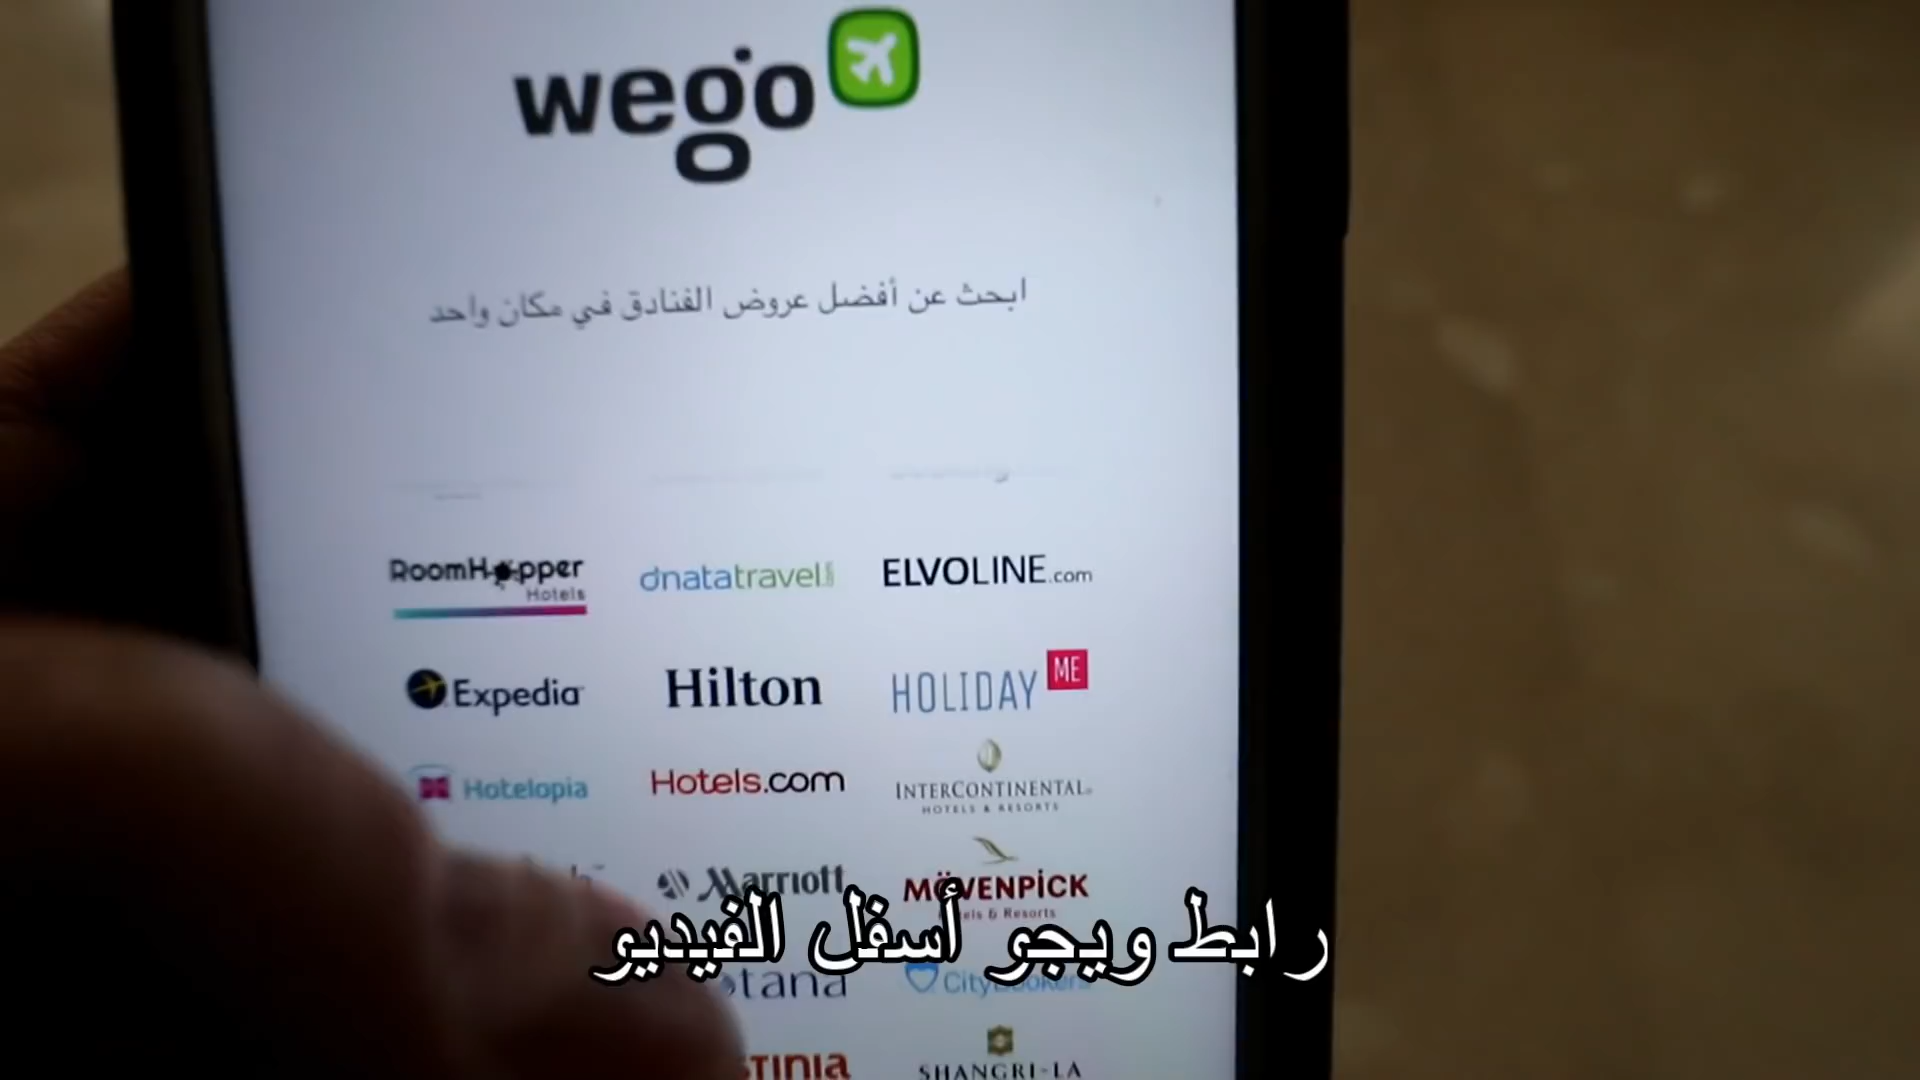 wego
ابحث عن أفضل عروض الفنادق في مكان واحد
RoomHopper
Hotels
dnatatravel
ELVOLINE.com
Expedia
Hilton
HOLIDAY ME
Hotelopia
Hotels.com
INTERCONTINENTAL
HOTELS & RESORTS
Marriott
MÖVENPICK
Hotels & Resorts
رابط ويجو أسفل الفيديو
CityBookers
SHANGRI-LA